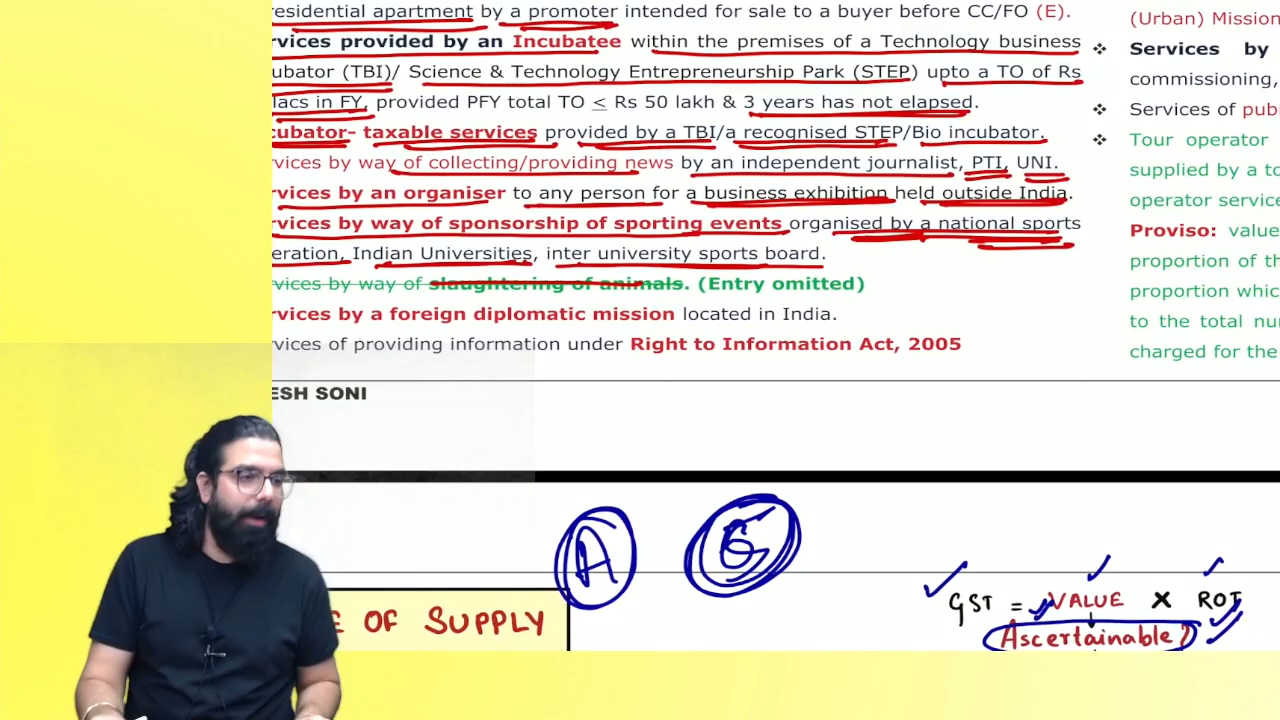 esidential apartment by a promoter intended for sale to a buyer before CC/FO (E).
rvices provided by an Incubatee within the premises of a Technology business
ubator (TBI)/ Science & Technology Entrepreneurship Park (STEP) upto a TO of Rs
lacs in FY, provided PFY total TO ≤ Rs 50 lakh & 3 years has not elapsed.
cubator- taxable services provided by a TBI/a recognised STEP/Bio incubator.
vices by way of collecting/providing news by an independent journalist, PTI, UNI.
rvices by an organiser to any person for a business exhibition held outside India.
rvices by way of sponsorship of sporting events organised by a national sports
eration, Indian Universities, inter university sports board.
vices by way of slaughtering of animals. (Entry omitted)
rvices by a foreign diplomatic mission located in India.
vices of providing information under Right to Information Act, 2005
(Urban) Mission
❖ Services by
commissioning,
❖ Services of pub
❖ Tour operator
supplied by a to
operator service
Proviso: value
proportion of th
proportion whic
to the total nu
charged for the
ESH SONI
A
E OF SUPPLY
GST = VALUE X ROT
Ascertainable?